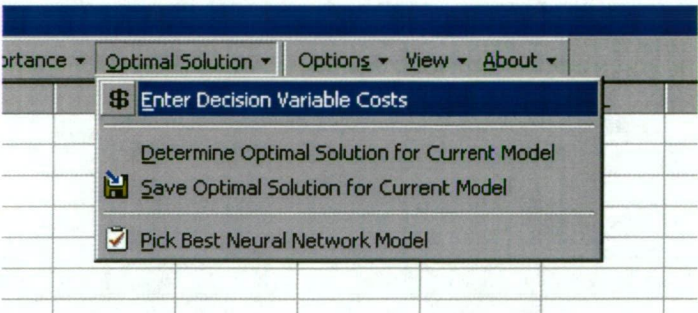 ortance Optimal Solution Options View About
$ Enter Decision Variable Costs
Determine Optimal Solution for Current Model
Save Optimal Solution for Current Model
Pick Best Neural Network Model